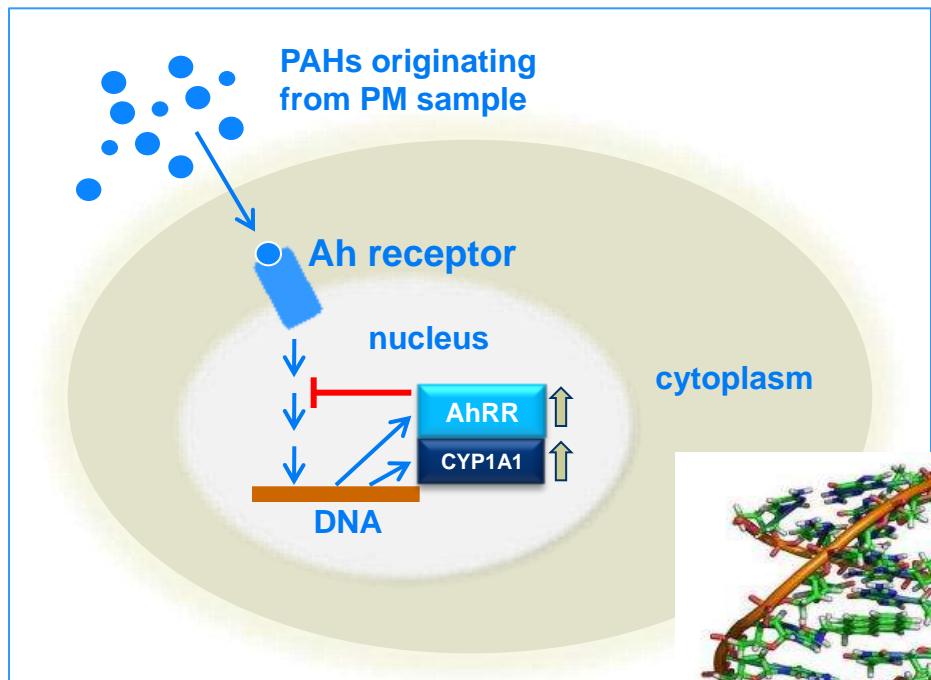 PAHs originating
from PM sample
Ah receptor
nucleus
cytoplasm
AhRR
CYP1A1
DNA